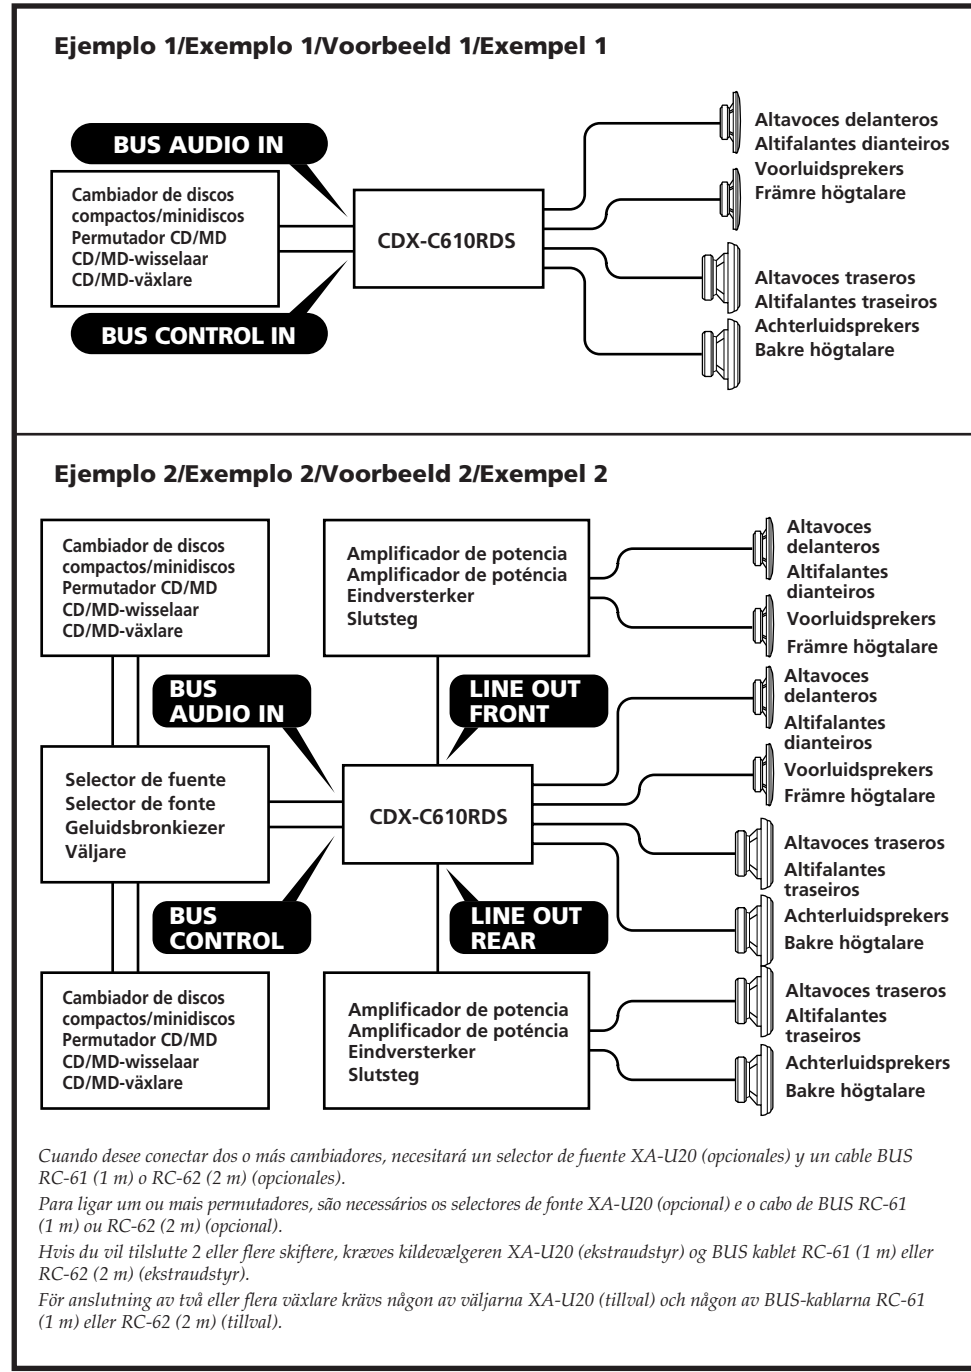 Ejemplo 1/Exemplo 1/Voorbeeld 1/Exempel 1
BUS AUDIO IN
Cambiador de discos
compactos/minidiscos
Permutador CD/MD
CD/MD-wisselaar
CD/MD-växlare
BUS CONTROL IN
CDX-C610RDS
Altavoces delanteros
Altifalantes dianteiros
Voorluidsprekers
Främre högtalare
Altavoces traseros
Altifalantes traseiros
Achterluidsprekers
Bakre högtalare
Ejemplo 2/Exemplo 2/Voorbeeld 2/Exempel 2
Cambiador de discos
compactos/minidiscos
Permutador CD/MD
CD/MD-wisselaar
CD/MD-växlare
Amplificador de potencia
Amplificador de poténcia
Eindversterker
Slutsteg
Altavoces
delanteros
Altifalantes
dianteiros
Voorluidsprekers
Främre högtalare
BUS
AUDIO IN
LINE OUT
FRONT
Altavoces
delanteros
Altifalantes
dianteiros
Voorluidsprekers
Främre högtalare
Selector de fuente
Selector de fonte
Geluidsbronkiezer
Väljare
CDX-C610RDS
Altavoces traseros
Altifalantes
traseiros
Achterluidsprekers
Bakre högtalare
BUS
CONTROL
LINE OUT
REAR
Cambiador de discos
compactos/minidiscos
Permutador CD/MD
CD/MD-wisselaar
CD/MD-växlare
Amplificador de potencia
Amplificador de poténcia
Eindversterker
Slutsteg
Altavoces traseros
Altifalantes
traseiros
Achterluidsprekers
Bakre högtalare
Cuando desee conectar dos o más cambiadores, necesitará un selector de fuente XA-U20 (opcionales) y un cable BUS
RC-61 (1 m) o RC-62 (2 m) (opcionales).
Para ligar um ou mais permutadores, são necessários os selectores de fonte XA-U20 (opcional) e o cabo de BUS RC-61
(1 m) ou RC-62 (2 m) (opcional).
Hvis du vil tilslutte 2 eller flere skiftere, kræves kildevælgeren XA-U20 (ekstraudstyr) og BUS kablet RC-61 (1 m) eller
RC-62 (2 m) (ekstraudstyr).
För anslutning av två eller flera växlare krävs någon av väljarna XA-U20 (tillval) och någon av BUS-kablarna RC-61
(1 m) eller RC-62 (2 m) (tillval).